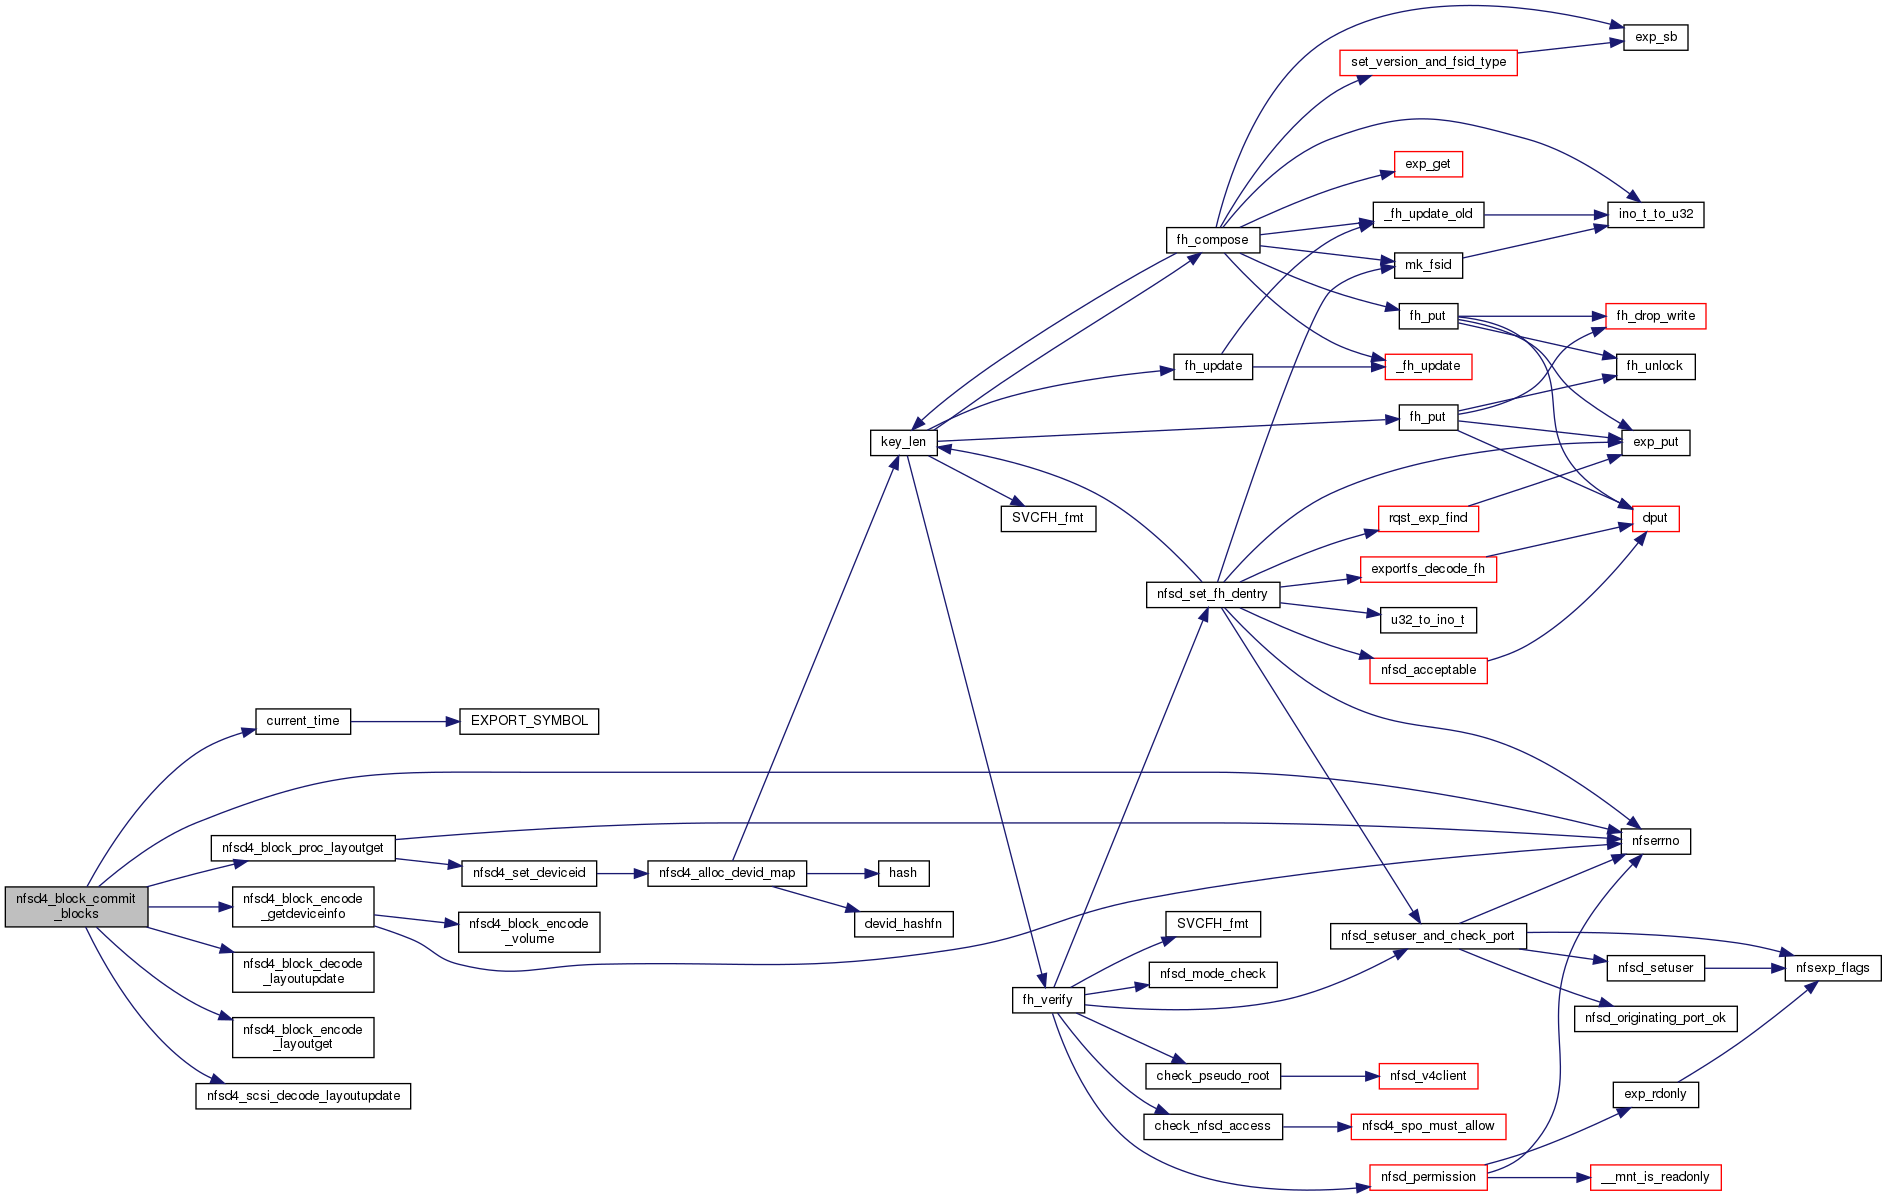 exp_sb
set_version_and_fsid_type
exp_get
_fh_update_old
ino_t_to_u32
fh_compose
mk_fsid
fh_put
fh_drop_write
fh_update
_fh_update
fh_unlock
fh_put
key_len
exp_put
SVCFH_fmt
rqst_exp_find
dput
exportfs_decode_fh
nfsd_set_fh_dentry
u32_to_ino_t
nfsd_acceptable
current_time
EXPORT_SYMBOL
nfserrno
nfsd4_block_proc_layoutget
nfsd4_set_deviceid
nfsd4_alloc_devid_map
hash
nfsd4_block_commit
_blocks
nfsd4_block_encode
_getdeviceinfo
nfsd4_block_encode
_volume
devid_hashfn
SVCFH_fmt
nfsd_setuser_and_check_port
nfsd4_block_decode
_layoutupdate
nfsd_mode_check
nfsd_setuser
nfsexp_flags
fh_verify
nfsd_originating_port_ok
nfsd4_block_encode
_layoutget
check_pseudo_root
nfsd_v4client
nfsd4_scsi_decode_layoutupdate
exp_rdonly
check_nfsd_access
nfsd4_spo_must_allow
nfsd_permission
__mnt_is_readonly